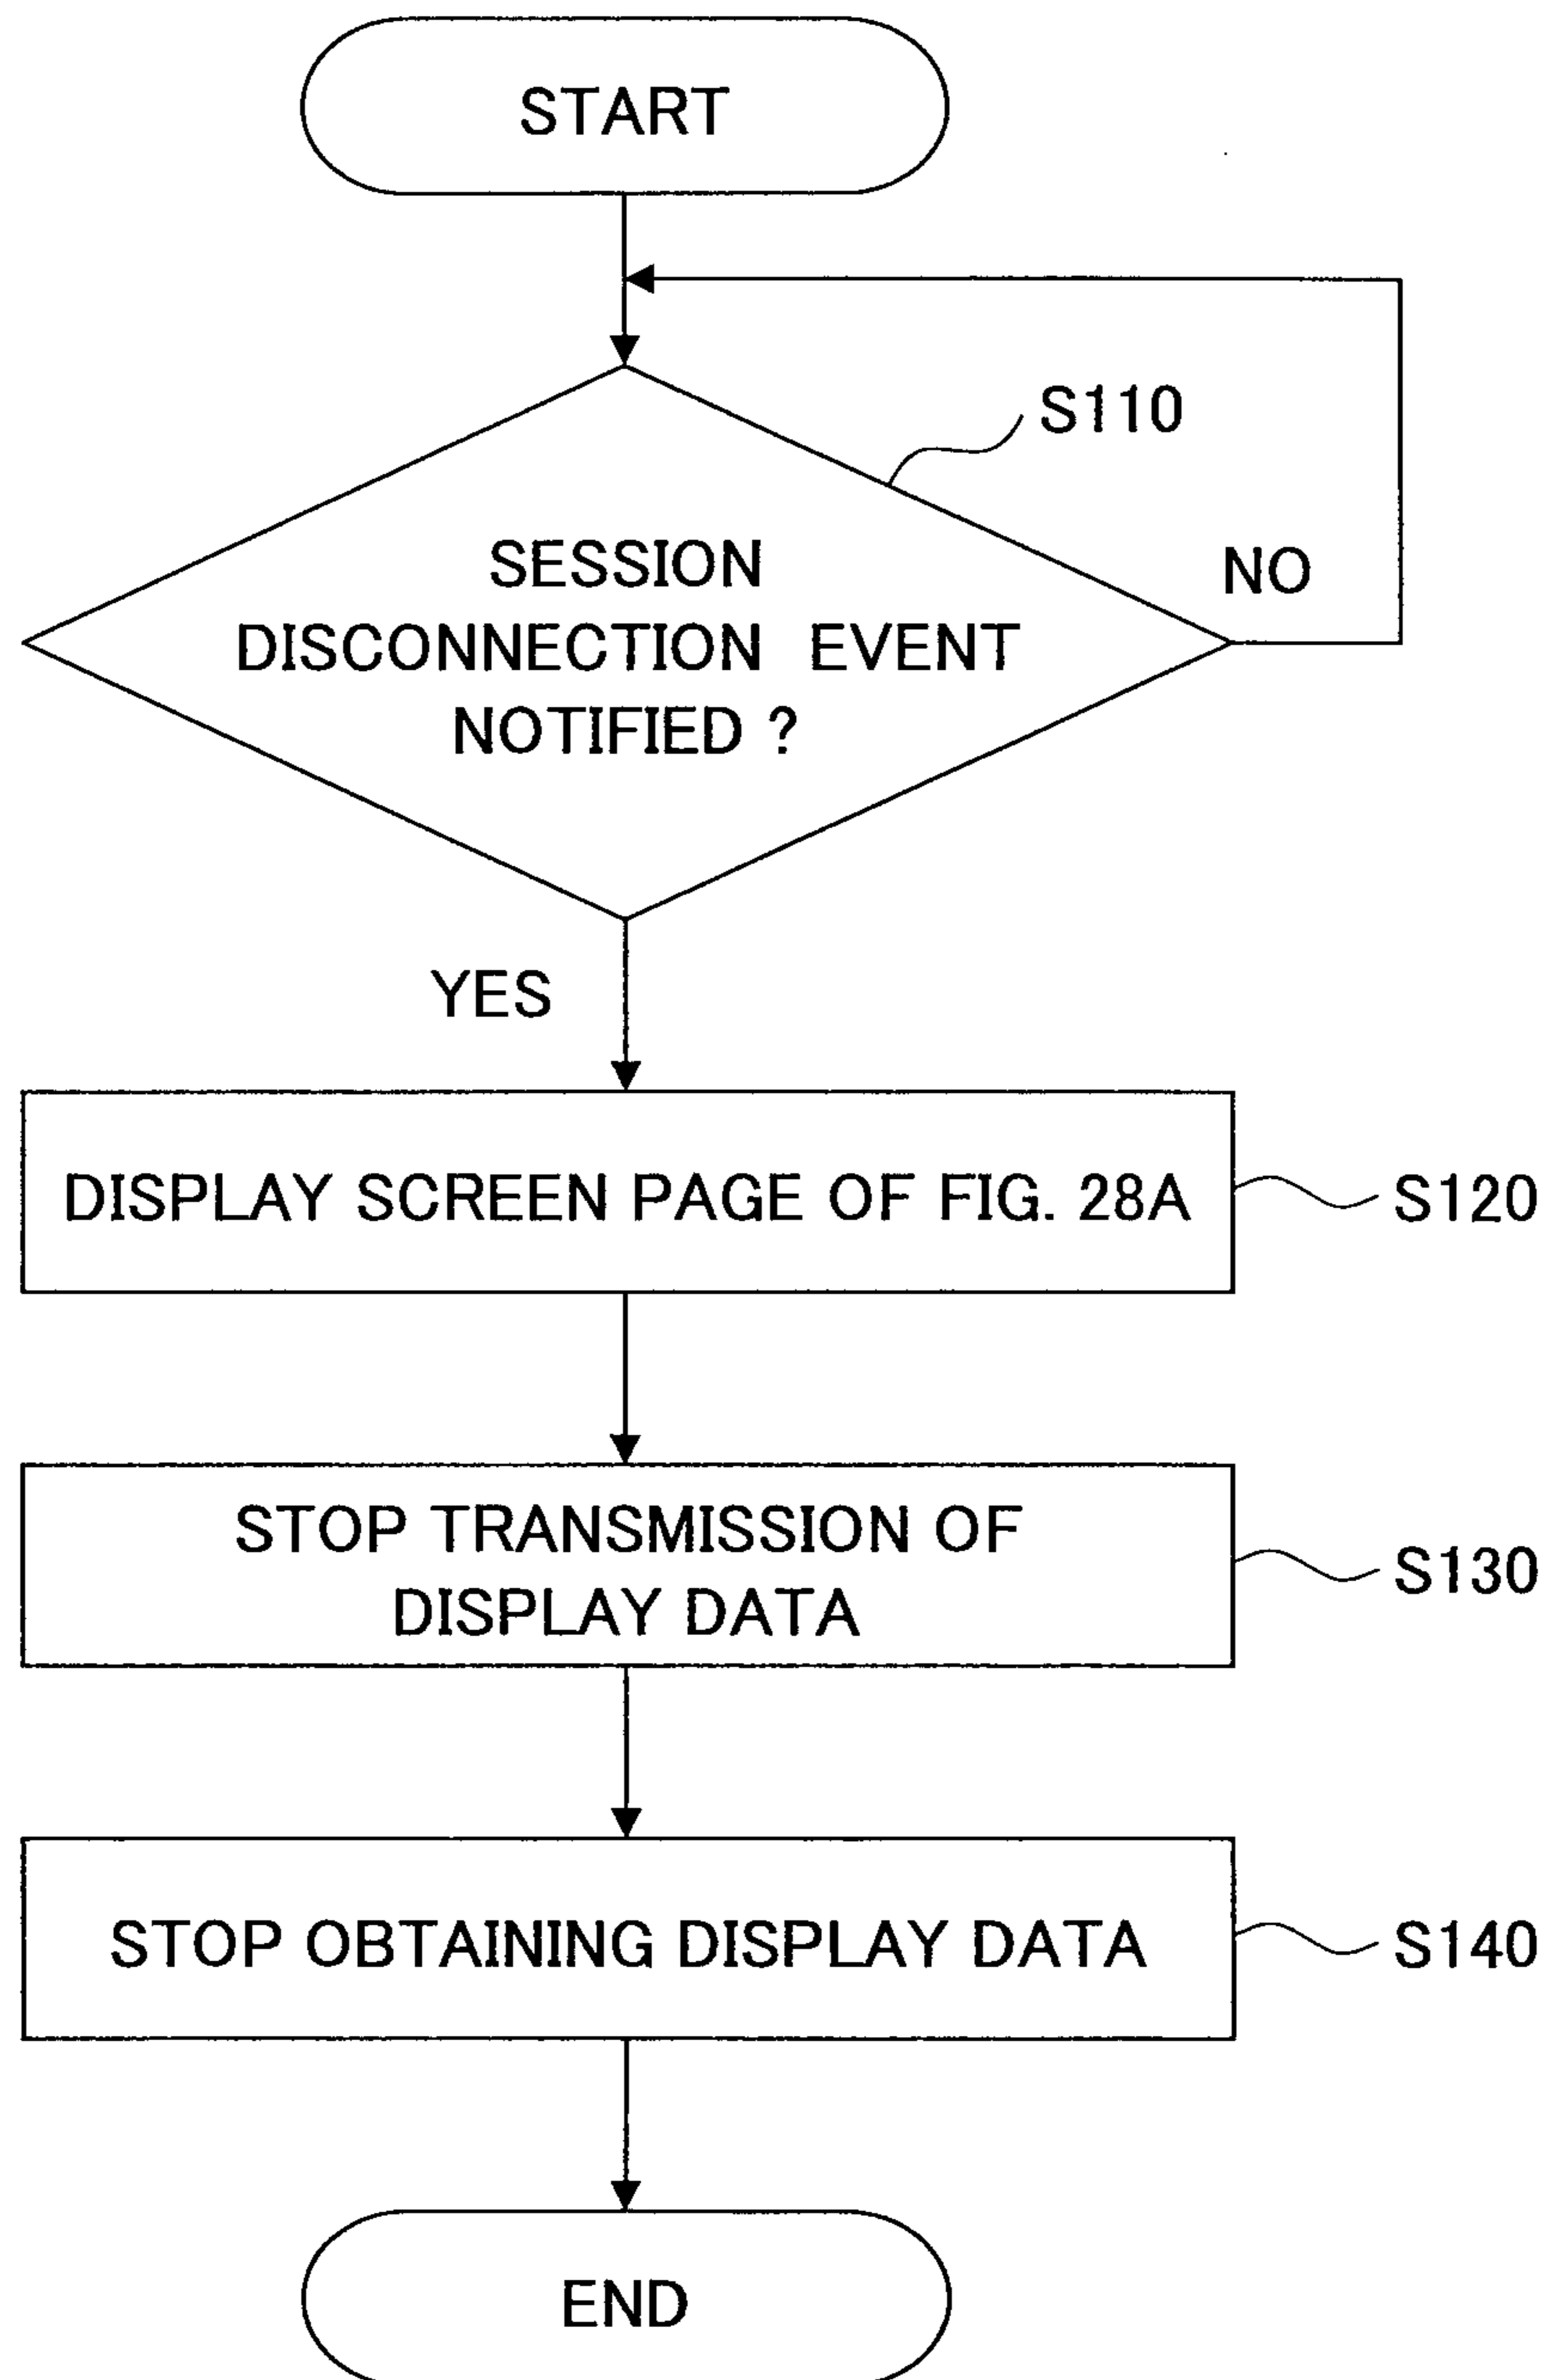 START
S110
SESSION
DISCONNECTION EVENT
NOTIFIED ?
NO
YES
DISPLAY SCREEN PAGE OF FIG. 28A
S120
STOP TRANSMISSION OF
DISPLAY DATA
S130
STOP OBTAINING DISPLAY DATA
S140
END